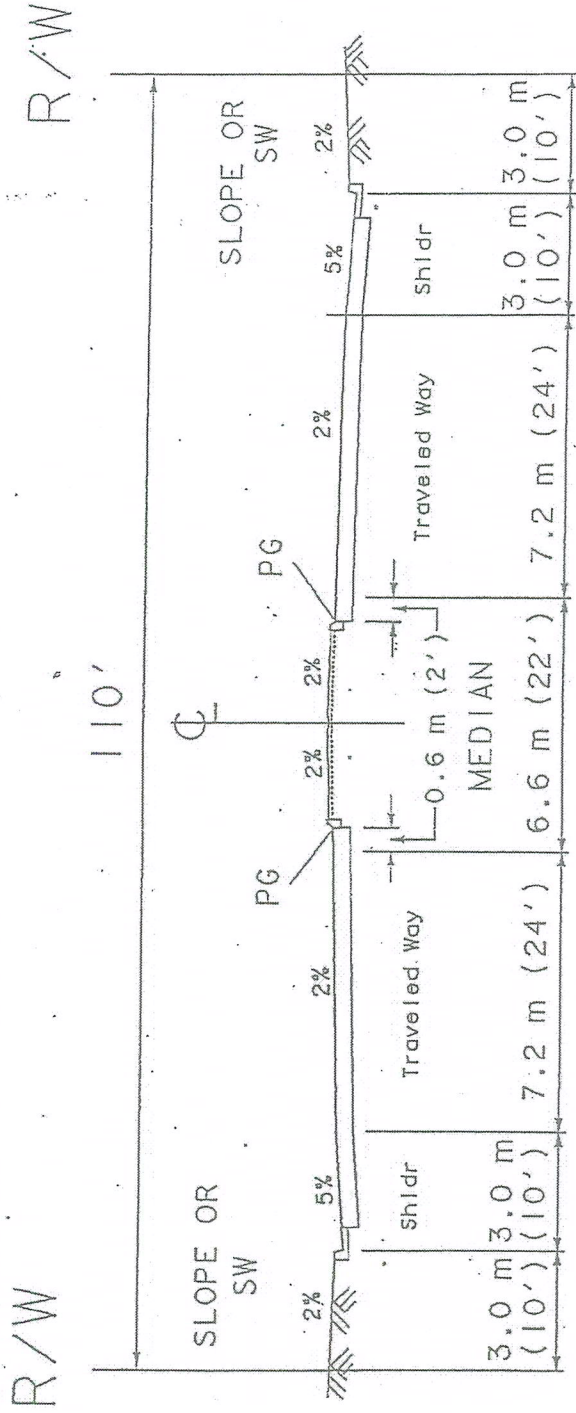 R/W
R/W
110'
℄
SLOPE OR
SW
SLOPE OR
SW
PG
PG
2%
5%
2%
2%
2%
2%
5%
2%
Shldr
Traveled Way
0.6 m (2')
MEDIAN
Traveled Way
Shldr
3.0 m
(10')
3.0 m
(10')
7.2 m (24')
6.6 m (22')
7.2 m (24')
3.0 m
(10')
3.0 m
(10')